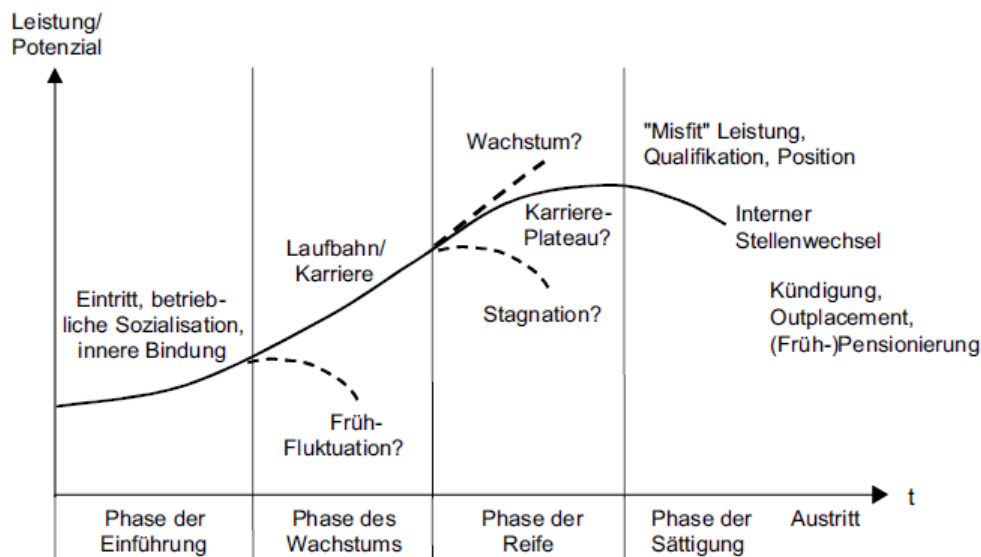 Leistung/
Potenzial
"Misfit" Leistung,
Qualifikation, Position
Wachstum?
Karriere-
Plateau?
Interner
Stellenwechsel
Laufbahn/
Karriere
Eintritt, betrieb-
liche Sozialisation,
innere Bindung
Stagnation?
Kündigung,
Outplacement,
(Früh-)Pensionierung
Früh-
Fluktuation?
t
Phase der
Einführung
Phase des
Wachstums
Phase der
Reife
Phase der
Sättigung
Austritt